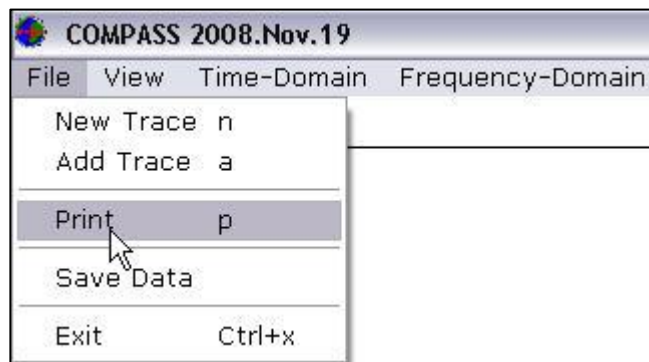 COMPASS 2008.Nov.19
File View Time-Domain Frequency-Domain
New Trace n
Add Trace a
Print p
Save Data
Exit Ctrl+x